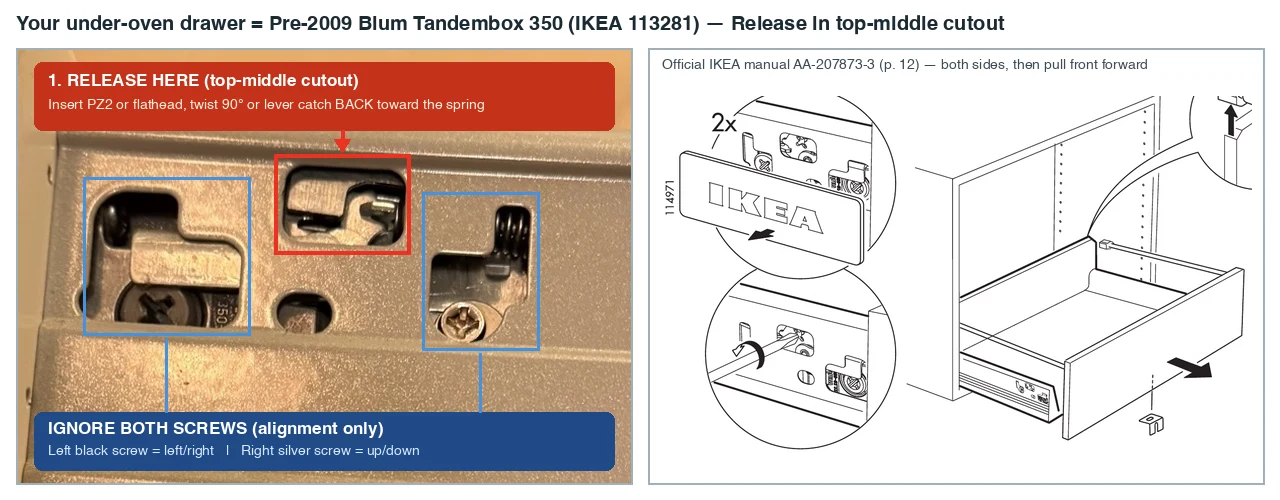 Your under-oven drawer = Pre-2009 Blum Tandembox 350 (IKEA 113281) — Release in top-middle cutout
1. RELEASE HERE (top-middle cutout)
Insert PZ2 or flathead, twist 90° or lever catch BACK toward the spring
350
IGNORE BOTH SCREWS (alignment only)
Left black screw = left/right | Right silver screw = up/down
Official IKEA manual AA-207873-3 (p. 12) — both sides, then pull front forward
2x
114971
IKEA